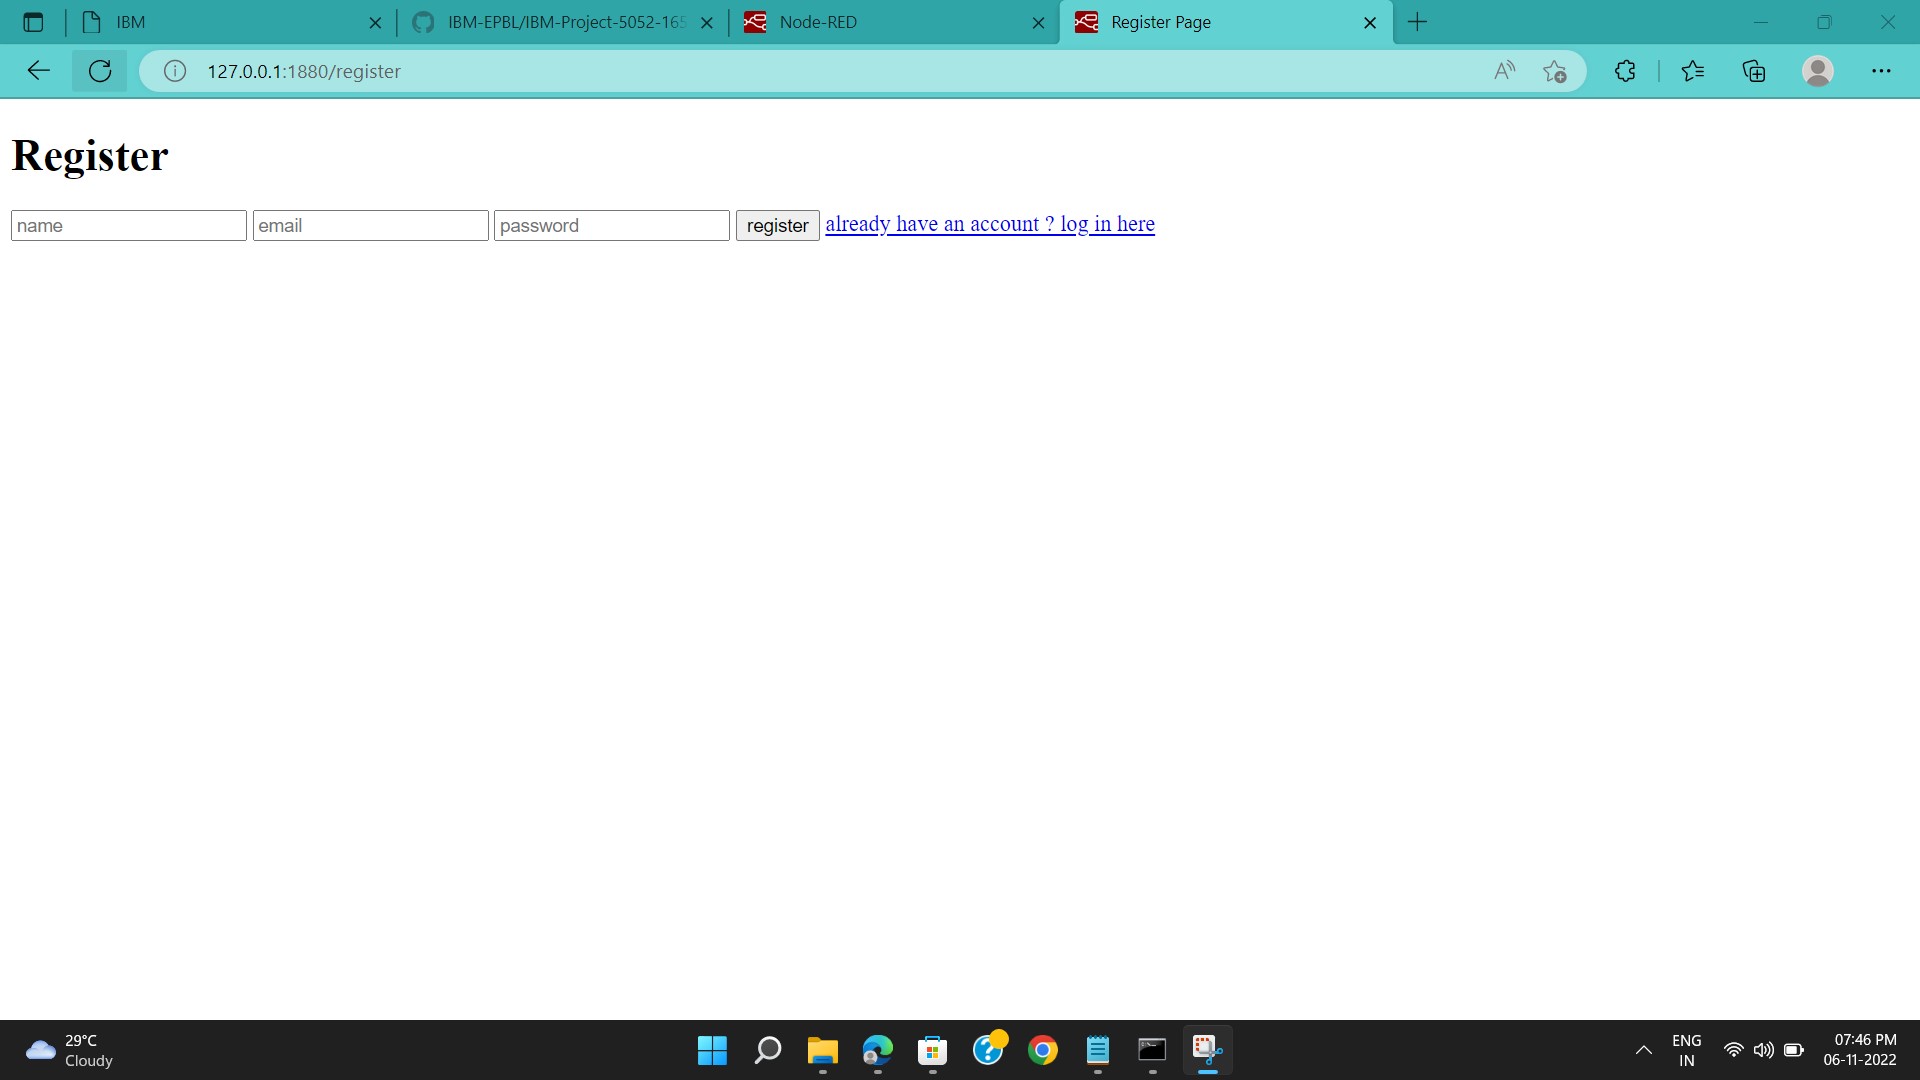 IBM
IBM-EPBL/IBM-Project-5052-165
Node-RED
Register Page
127.0.0.1:1880/register
Register
name
email
password
register
already have an account ? log in here
29°C
Cloudy
ENG
IN
07:46 PM
06-11-2022